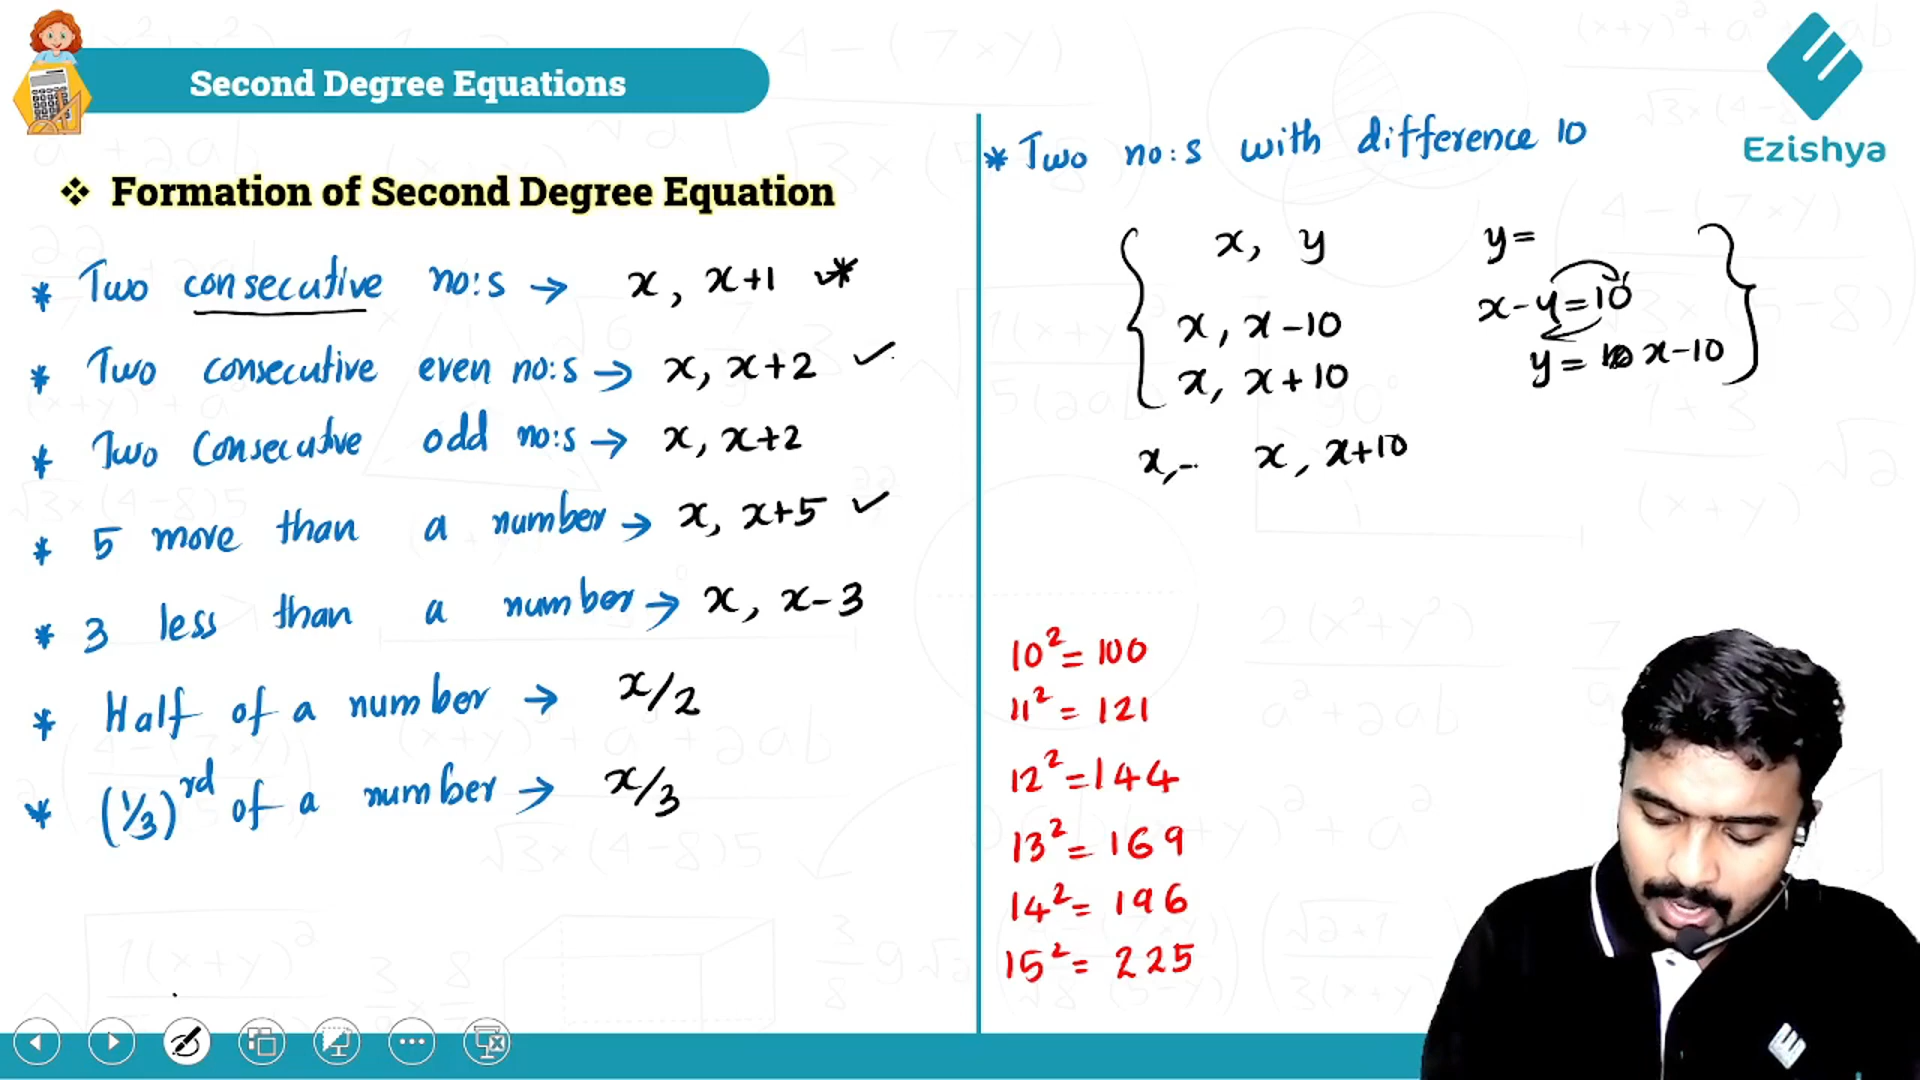 Second Degree Equations
Ezishya
❖ Formation of Second Degree Equation
* Two consecutive no:s → x, x+1 *
* Two consecutive even no:s → x, x+2 ✓
* Two Consecutive odd no:s → x, x+2
* 5 more than a number → x, x+5 ✓
* 3 less than a number → x, x-3
* Half of a number → x/2
* (1/3)rd of a number → x/3
* Two no:s with difference 10
x, y y=
x, x-10 x-y=10
x, x+10 y= x-10
x,- x, x+10
10²= 100
11² = 121
12²=144
13²= 169
14²= 196
15²= 225